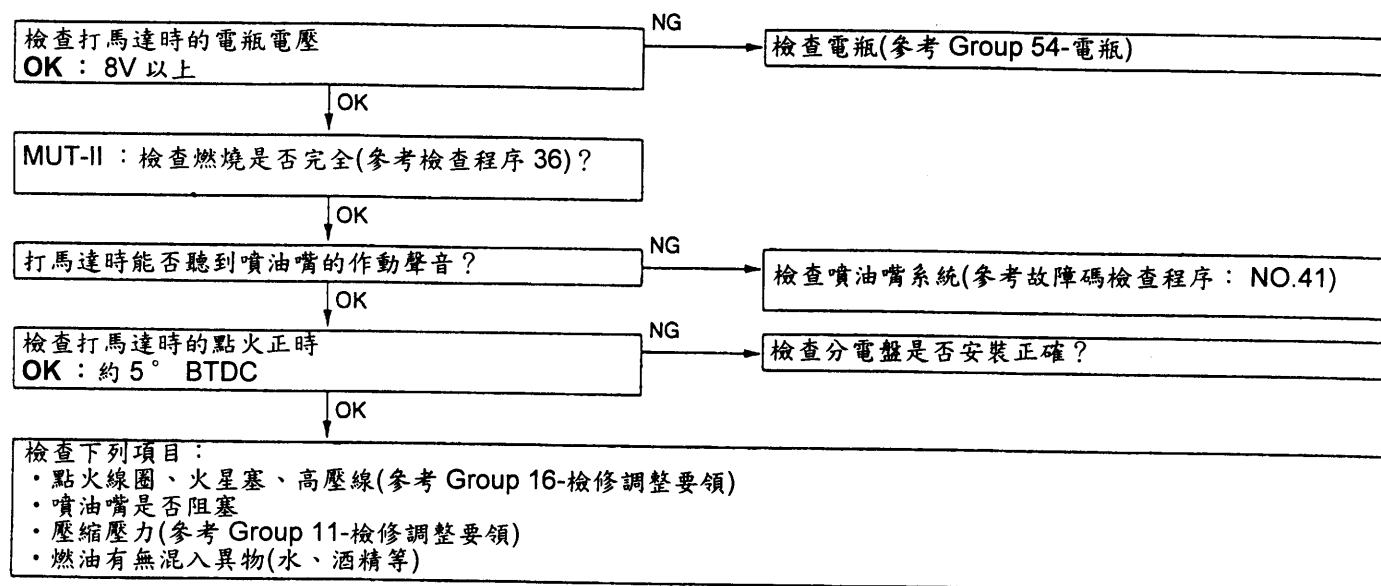 檢查打馬達時的電瓶電壓
OK ： 8V 以上
NG
檢查電瓶(參考 Group 54-電瓶)
OK
MUT-II ：檢查燃燒是否完全(參考檢查程序 36)？
OK
打馬達時能否聽到噴油嘴的作動聲音？
NG
檢查噴油嘴系統(參考故障碼檢查程序： NO.41)
OK
檢查打馬達時的點火正時
OK ：約 5° BTDC
NG
檢查分電盤是否安裝正確？
OK
檢查下列項目：
・點火線圈、火星塞、高壓線(參考 Group 16-檢修調整要領)
・噴油嘴是否阻塞
・壓縮壓力(參考 Group 11-檢修調整要領)
・燃油有無混入異物(水、酒精等)